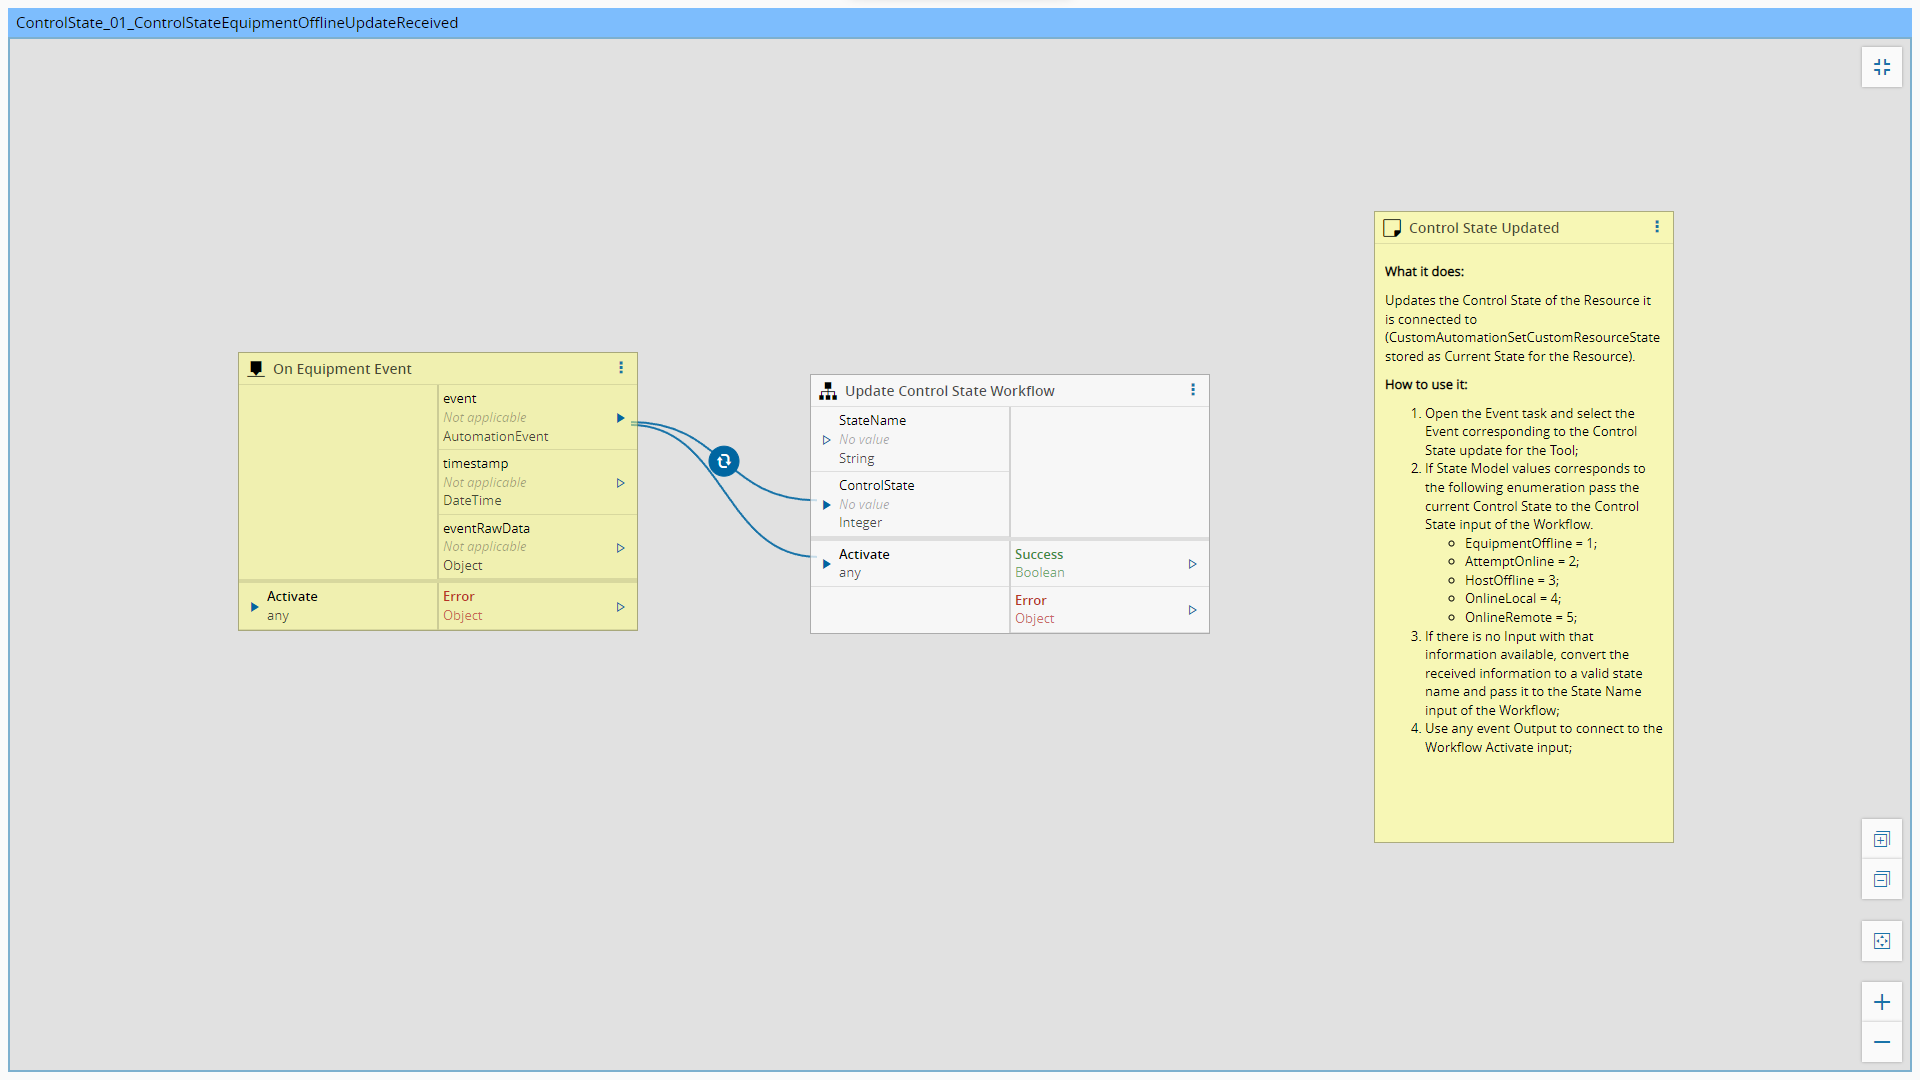 ControlState_01_ControlStateEquipmentOfflineUpdateReceived
On Equipment Event
event
Not applicable
AutomationEvent
timestamp
Not applicable
DateTime
eventRawData
Not applicable
Object
Activate
any
Error
Object
Update Control State Workflow
StateName
No value
String
ControlState
No value
Integer
Activate
any
Success
Boolean
Error
Object
Control State Updated
What it does:
Updates the Control State of the Resource it
is connected to
(CustomAutomationSetCustomResourceState
stored as Current State for the Resource).
How to use it:
1. Open the Event task and select the
Event corresponding to the Control
State update for the Tool;
2. If State Model values corresponds to
the following enumeration pass the
current Control State to the Control
State input of the Workflow.
EquipmentOffline = 1;
AttemptOnline = 2;
HostOffline = 3;
OnlineLocal = 4;
OnlineRemote = 5;
3. If there is no Input with that
information available, convert the
received information to a valid state
name and pass it to the State Name
input of the Workflow;
4. Use any event Output to connect to the
Workflow Activate input;